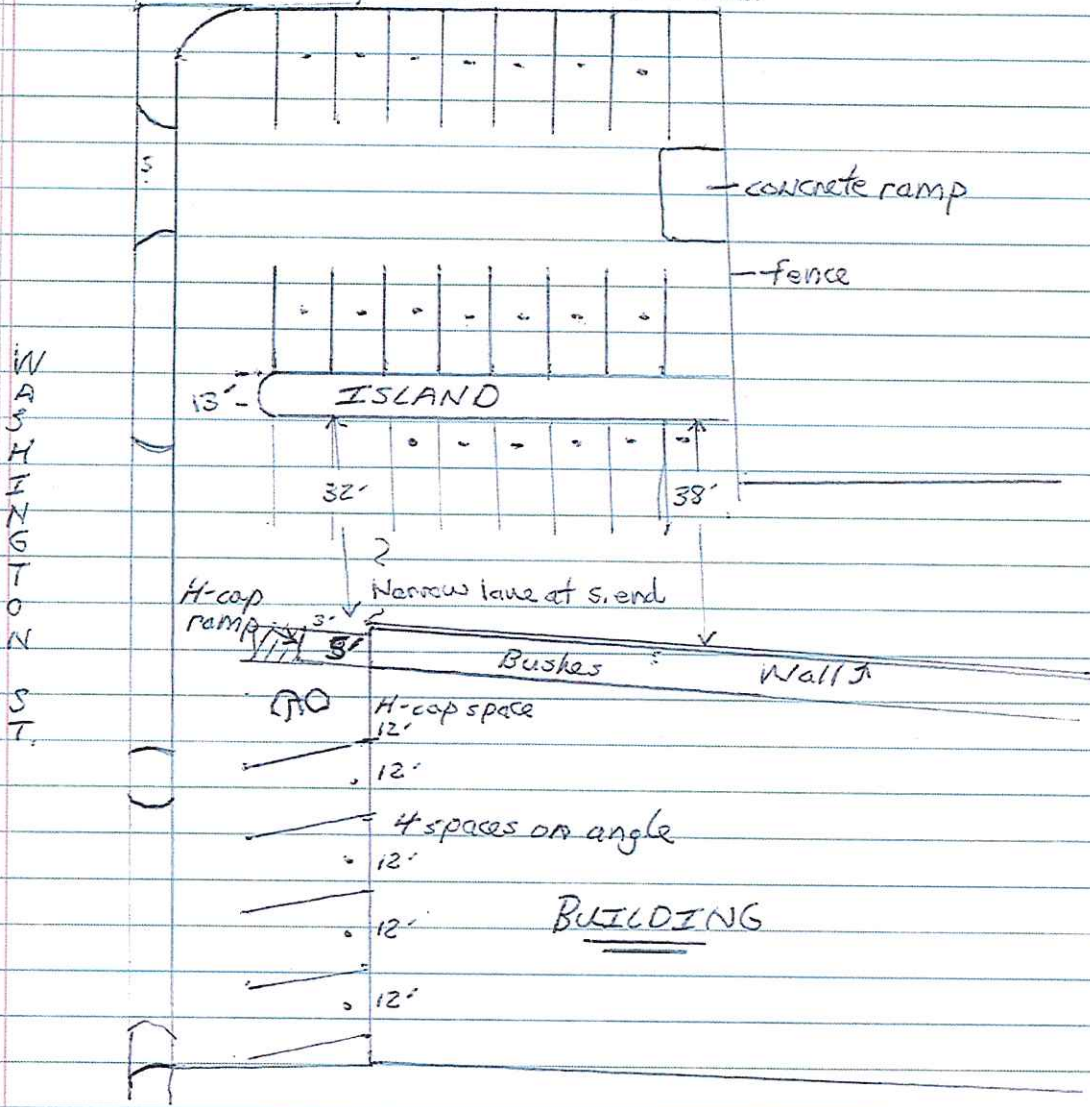 concrete ramp
fence
WASHINGTON ST.
13'
ISLAND
32'
38'
Narrow lane at s. end
H-cap
ramp
3'
5'
Bushes
Wall
H-cap space
12'
12'
4 spaces on angle
12'
12'
12'
BUILDING